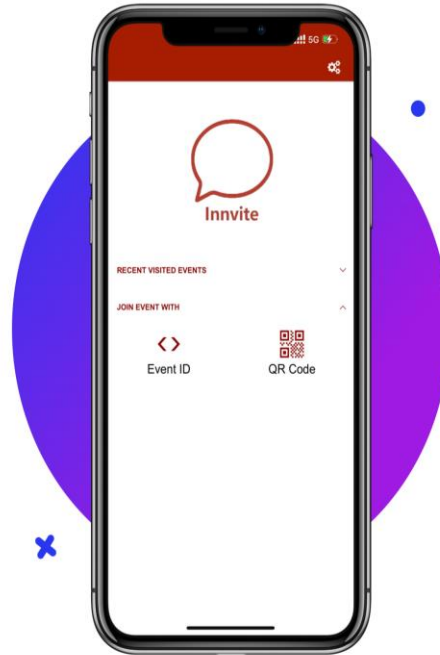 5G
Innvite
RECENT VISITED EVENTS
JOIN EVENT WITH
Event ID
QR Code